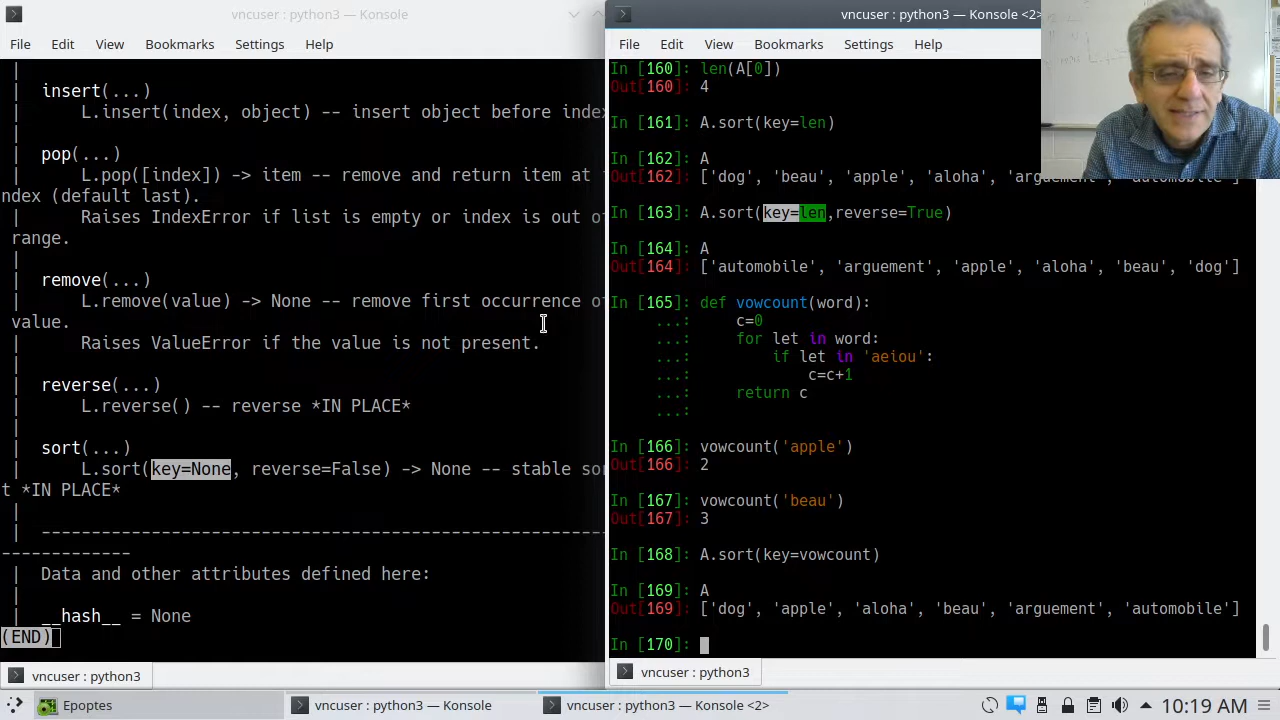 vncuser : python3 — Konsole
File Edit View Bookmarks Settings Help
|
| insert(...)
| L.insert(index, object) -- insert object before inde
|
| pop(...)
| L.pop([index]) -> item -- remove and return item at
ndex (default last).
| Raises IndexError if list is empty or index is out o
range.
|
| remove(...)
| L.remove(value) -> None -- remove first occurrence o
value.
| Raises ValueError if the value is not present.
|
| reverse(...)
| L.reverse() -- reverse *IN PLACE*
|
| sort(...)
| L.sort(key=None, reverse=False) -> None -- stable so
t *IN PLACE*
|
| --------------------------------------------------------
-------------
| Data and other attributes defined here:
|
| __hash__ = None
(END)
vncuser : python3
vncuser : python3 — Konsole <2>
File Edit View Bookmarks Settings Help
In [160]: len(A[0])
Out[160]: 4
In [161]: A.sort(key=len)
In [162]: A
Out[162]: ['dog', 'beau', 'apple', 'aloha', 'arguement', 'automobile']
In [163]: A.sort(key=len,reverse=True)
In [164]: A
Out[164]: ['automobile', 'arguement', 'apple', 'aloha', 'beau', 'dog']
In [165]: def vowcount(word):
...: c=0
...: for let in word:
...: if let in 'aeiou':
...: c=c+1
...: return c
...:
In [166]: vowcount('apple')
Out[166]: 2
In [167]: vowcount('beau')
Out[167]: 3
In [168]: A.sort(key=vowcount)
In [169]: A
Out[169]: ['dog', 'apple', 'aloha', 'beau', 'arguement', 'automobile']
In [170]:
vncuser : python3
Epoptes
vncuser : python3 — Konsole
vncuser : python3 — Konsole <2>
10:19 AM